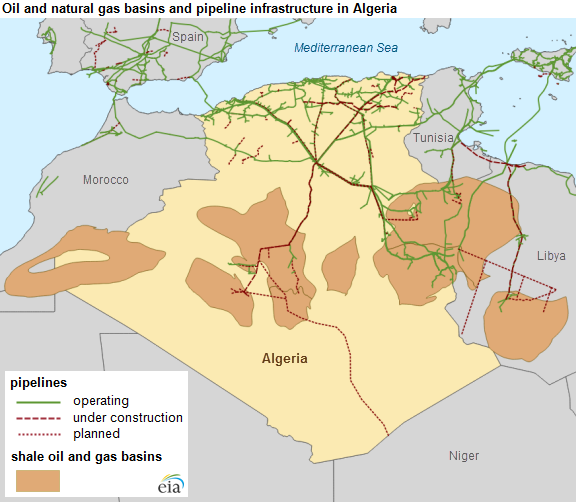 Oil and natural gas basins and pipeline infrastructure in Algeria
Spain
Mediterranean Sea
Tunisia
Morocco
Libya
Algeria
pipelines
operating
under construction
planned
shale oil and gas basins
eia
Niger